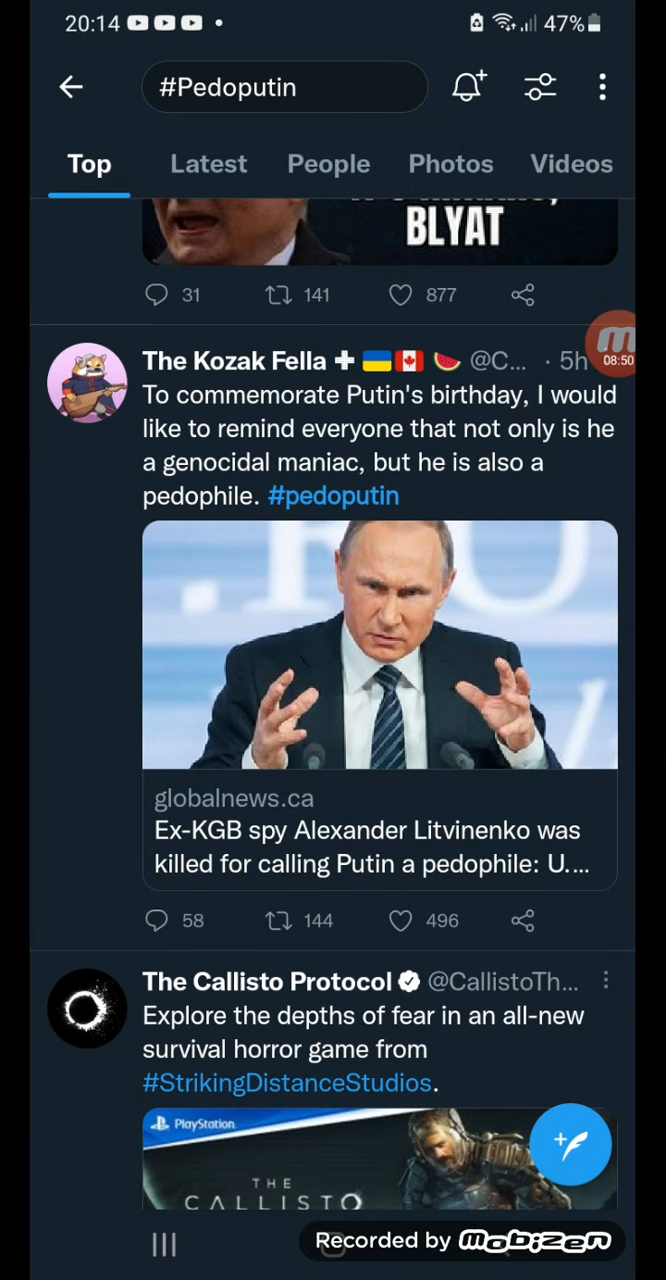 20:14
47%
#Pedoputin
Top Latest People Photos Videos
BLYAT
31 141 877
The Kozak Fella @C... · 5h
08:50
To commemorate Putin's birthday, I would
like to remind everyone that not only is he
a genocidal maniac, but he is also a
pedophile. #pedoputin
.RU
globalnews.ca
Ex-KGB spy Alexander Litvinenko was
killed for calling Putin a pedophile: U....
58 144 496
The Callisto Protocol @CallistoTh...
Explore the depths of fear in an all-new
survival horror game from
#StrikingDistanceStudios.
PlayStation
THE
CALLISTO
Recorded by mobizen